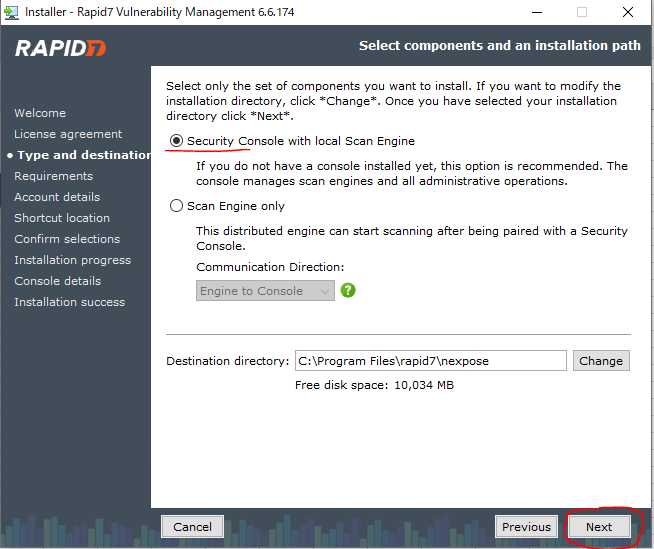 Installer - Rapid7 Vulnerability Management 6.6.174
RAPID7
Select components and an installation path
Welcome
License agreement
• Type and destination
Requirements
Account details
Shortcut location
Confirm selections
Installation progress
Console details
Installation success
Select only the set of components you want to install. If you want to modify the
installation directory, click *Change*. Once you have selected your installation
directory click *Next*.
Security Console with local Scan Engine
If you do not have a console installed yet, this option is recommended. The
console manages scan engines and all administrative operations.
Scan Engine only
This distributed engine can start scanning after being paired with a Security
Console.
Communication Direction:
Engine to Console
?
Destination directory: C:\Program Files\rapid7\nexpose Change
Free disk space: 10,034 MB
Cancel Previous Next